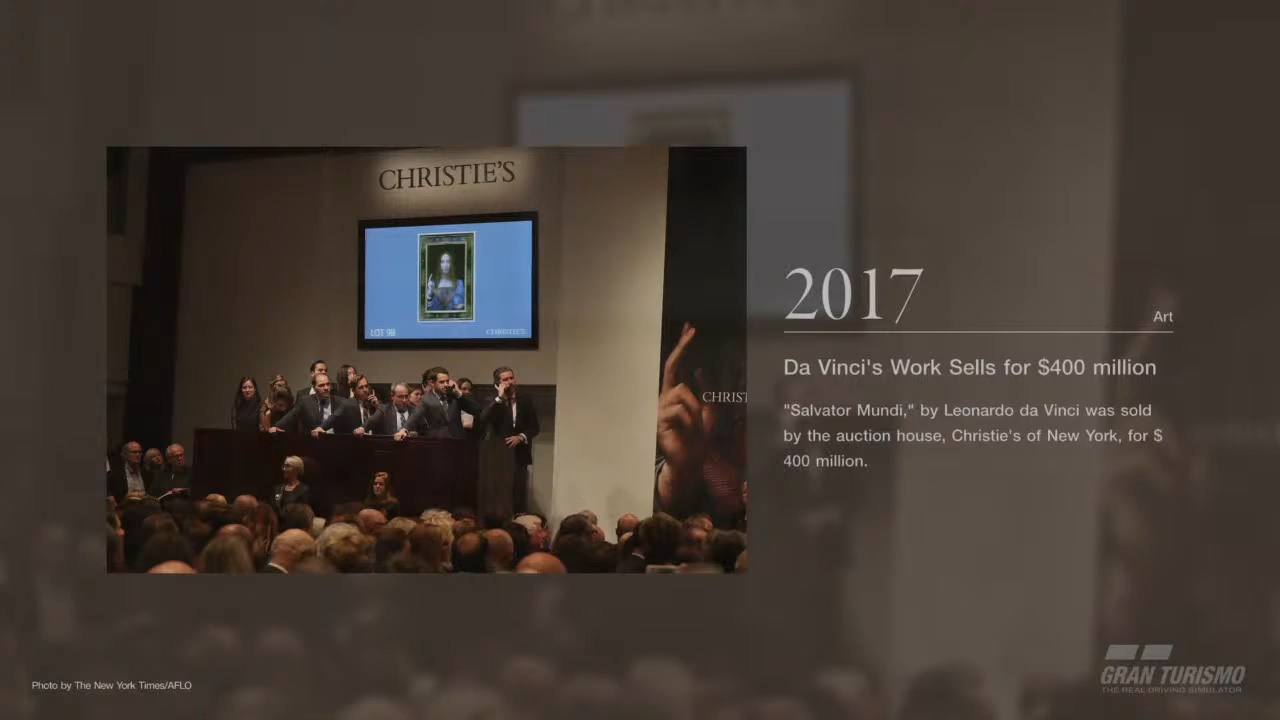 CHRISTIE'S
LOT 9B
CHRISTIE'S
CHRIST
2017
Art
Da Vinci's Work Sells for $400 million
"Salvator Mundi," by Leonardo da Vinci was sold
by the auction house, Christie's of New York, for $
400 million.
Photo by The New York Times/AFLO
GRAN TURISMO
THE REAL DRIVING SIMULATOR